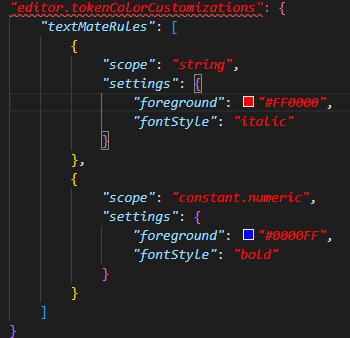 "editor.tokenColorCustomizations": {
    "textMateRules": [
        {
            "scope": "string",
            "settings": {
                "foreground": "#FF0000",
                "fontStyle": "italic"
            }
        },
        {
            "scope": "constant.numeric",
            "settings": {
                "foreground": "#0000FF",
                "fontStyle": "bold"
            }
        }
    ]
}